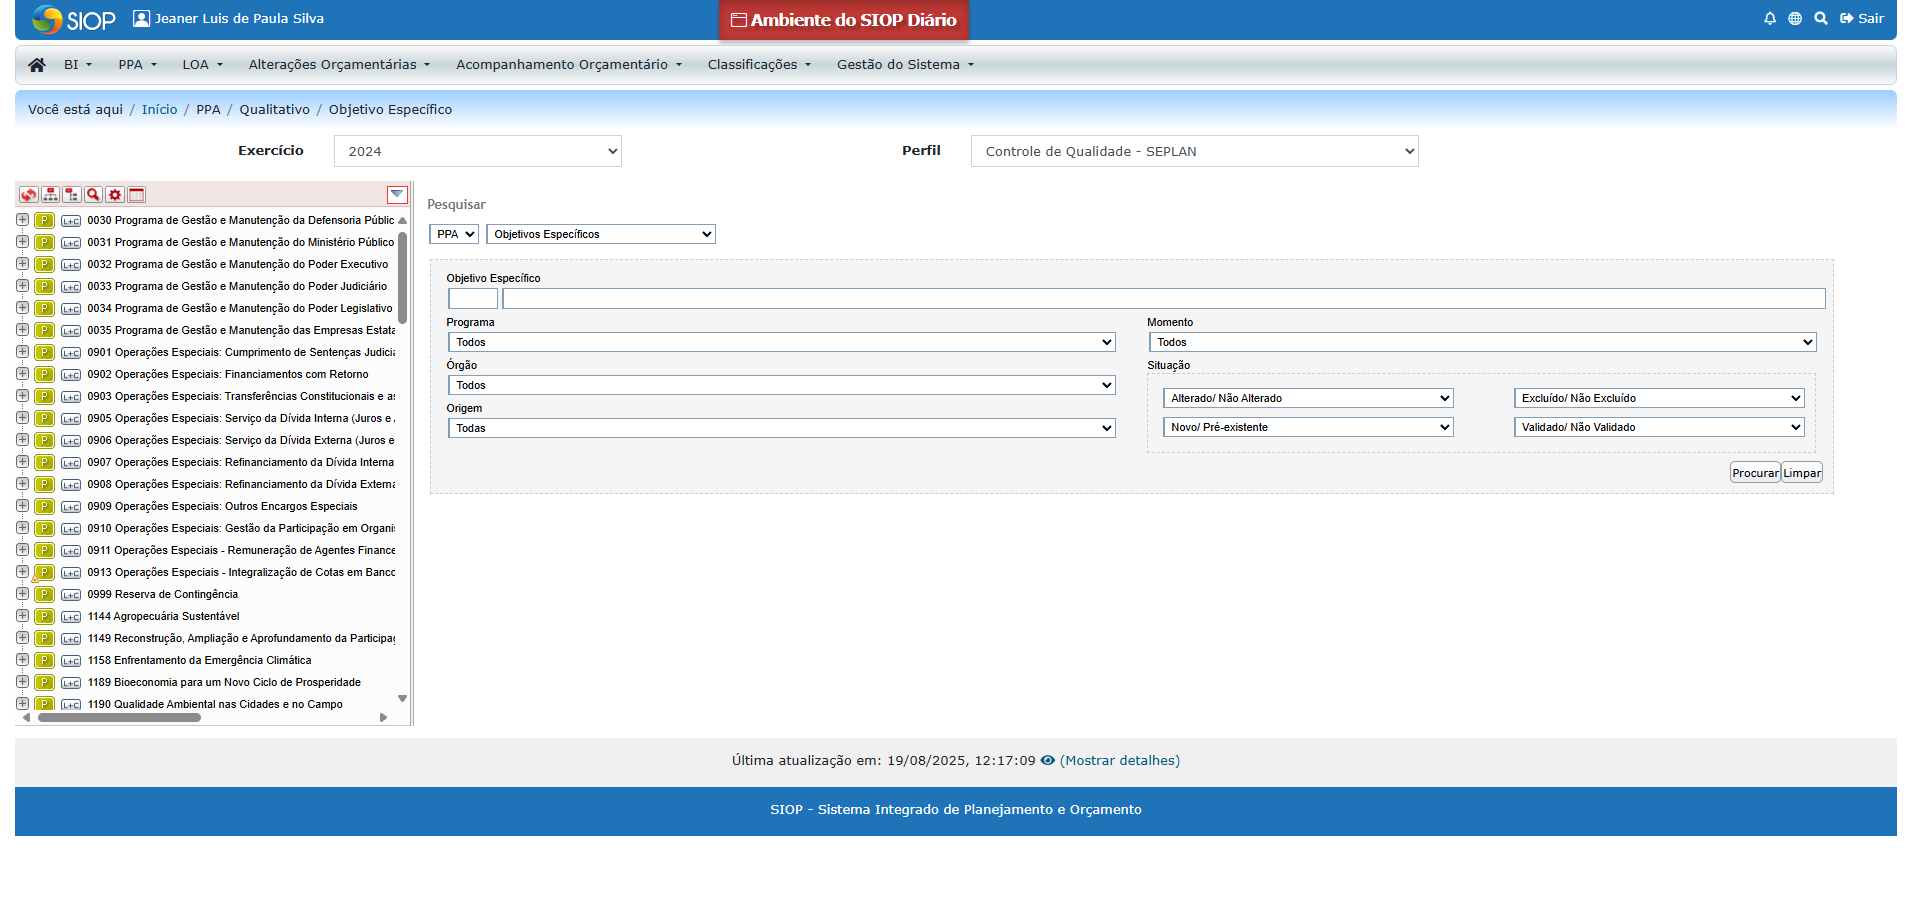 SIOP
Jeaner Luis de Paula Silva
Ambiente do SIOP Diário
Sair
BI
PPA
LOA
Alterações Orçamentárias
Acompanhamento Orçamentário
Classificações
Gestão do Sistema
Você está aqui / Início / PPA / Qualitativo / Objetivo Específico
Exercício
2024
Perfil
Controle de Qualidade - SEPLAN
P L+C 0030 Programa de Gestão e Manutenção da Defensoria Públic
P L+C 0031 Programa de Gestão e Manutenção do Ministério Público
P L+C 0032 Programa de Gestão e Manutenção do Poder Executivo
P L+C 0033 Programa de Gestão e Manutenção do Poder Judiciário
P L+C 0034 Programa de Gestão e Manutenção do Poder Legislativo
P L+C 0035 Programa de Gestão e Manutenção das Empresas Estata
P L+C 0901 Operações Especiais: Cumprimento de Sentenças Judicia
P L+C 0902 Operações Especiais: Financiamentos com Retorno
P L+C 0903 Operações Especiais: Transferências Constitucionais e as
P L+C 0905 Operações Especiais: Serviço da Dívida Interna (Juros e A
P L+C 0906 Operações Especiais: Serviço da Dívida Externa (Juros e
P L+C 0907 Operações Especiais: Refinanciamento da Dívida Interna
P L+C 0908 Operações Especiais: Refinanciamento da Dívida Externa
P L+C 0909 Operações Especiais: Outros Encargos Especiais
P L+C 0910 Operações Especiais: Gestão da Participação em Organis
P L+C 0911 Operações Especiais - Remuneração de Agentes Finance
P L+C 0913 Operações Especiais - Integralização de Cotas em Banco
P L+C 0999 Reserva de Contingência
P L+C 1144 Agropecuária Sustentável
P L+C 1149 Reconstrução, Ampliação e Aprofundamento da Participaç
P L+C 1158 Enfrentamento da Emergência Climática
P L+C 1189 Bioeconomia para um Novo Ciclo de Prosperidade
P L+C 1190 Qualidade Ambiental nas Cidades e no Campo
Pesquisar
PPA
Objetivos Específicos
Objetivo Específico
Programa
Todos
Momento
Todos
Órgão
Todos
Situação
Alterado/ Não Alterado
Excluído/ Não Excluído
Origem
Todas
Novo/ Pré-existente
Validado/ Não Validado
Procurar
Limpar
Última atualização em: 19/08/2025, 12:17:09 (Mostrar detalhes)
SIOP - Sistema Integrado de Planejamento e Orçamento